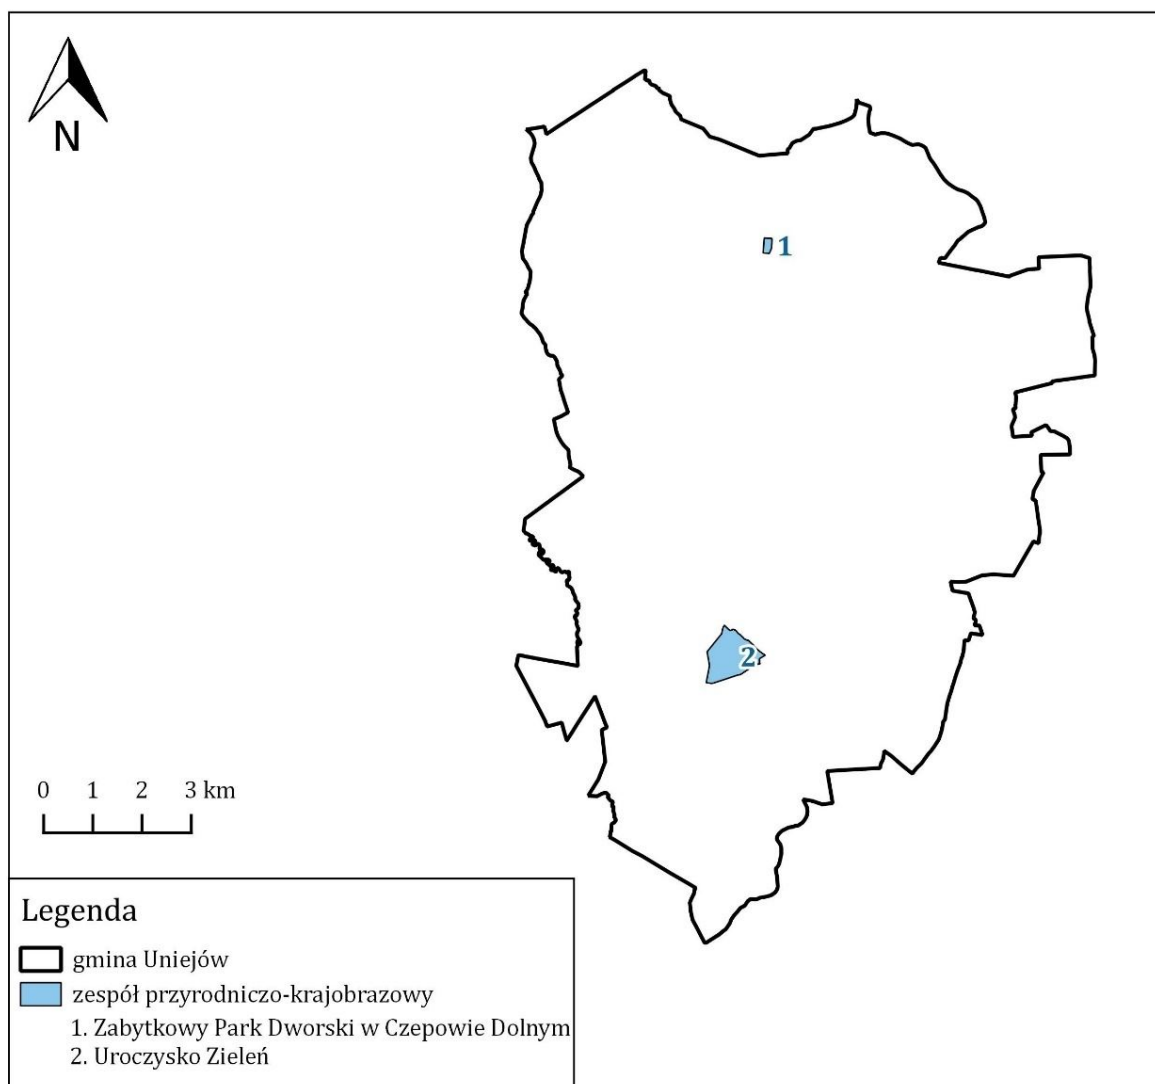 N
1
2
0 1 2 3 km
Legenda
gmina Uniejów
zespół przyrodniczo-krajobrazowy
1. Zabytkowy Park Dworski w Czepowie Dolnym
2. Uroczysko Zieleń